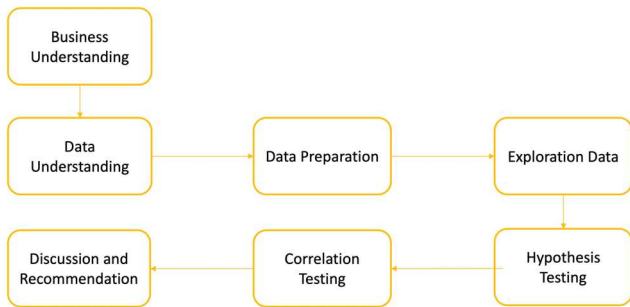 Business
Understanding
Data
Understanding
Data Preparation
Exploration Data
Hypothesis
Testing
Correlation
Testing
Discussion and
Recommendation